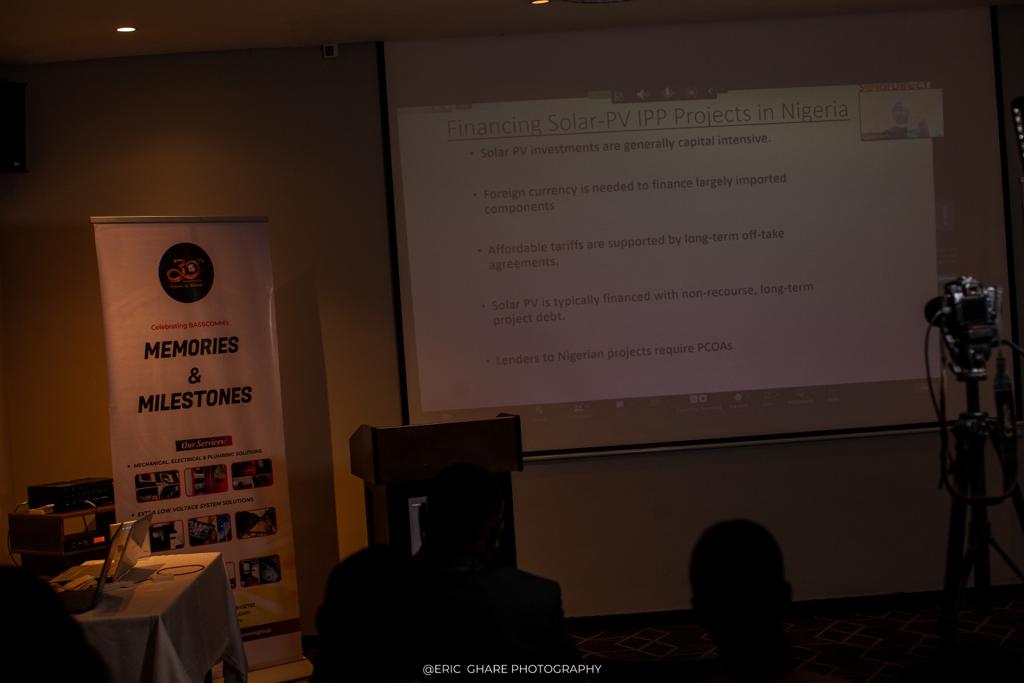 Financing Solar-PV IPP Projects in Nigeria
• Solar PV investments are generally capital intensive.
• Foreign currency is needed to finance largely imported
components
• Affordable tariffs are supported by long-term off-take
agreements.
• Solar PV is typically financed with non-recourse, long-term
project debt.
• Lenders to Nigerian projects require PCOAs
30
Celebrating BASSCOMM's
MEMORIES
&
MILESTONES
Our Services:
• MECHANICAL, ELECTRICAL & PLUMBING SOLUTIONS
• EXTRA LOW VOLTAGE SYSTEM SOLUTIONS
@ERIC GHARE PHOTOGRAPHY